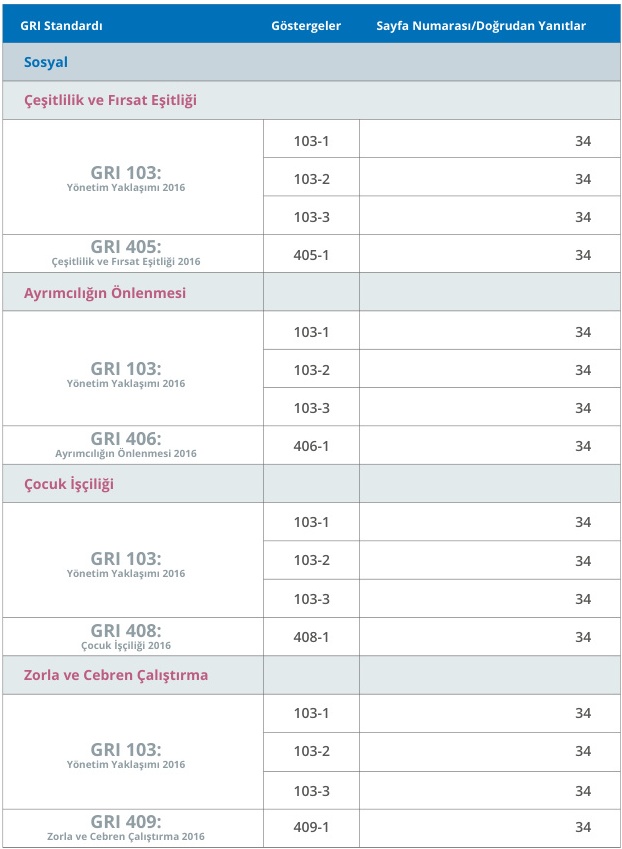 GRI Standardı Göstergeler Sayfa Numarası/Doğrudan Yanıtlar
Sosyal
Çeşitlilik ve Fırsat Eşitliği
GRI 103:
Yönetim Yaklaşımı 2016
103-1 34
103-2 34
103-3 34
GRI 405:
Çeşitlilik ve Fırsat Eşitliği 2016
405-1 34
Ayrımcılığın Önlenmesi
GRI 103:
Yönetim Yaklaşımı 2016
103-1 34
103-2 34
103-3 34
GRI 406:
Ayrımcılığın Önlenmesi 2016
406-1 34
Çocuk İşçiliği
GRI 103:
Yönetim Yaklaşımı 2016
103-1 34
103-2 34
103-3 34
GRI 408:
Çocuk İşçiliği 2016
408-1 34
Zorla ve Cebren Çalıştırma
GRI 103:
Yönetim Yaklaşımı 2016
103-1 34
103-2 34
103-3 34
GRI 409:
Zorla ve Cebren Çalıştırma 2016
409-1 34